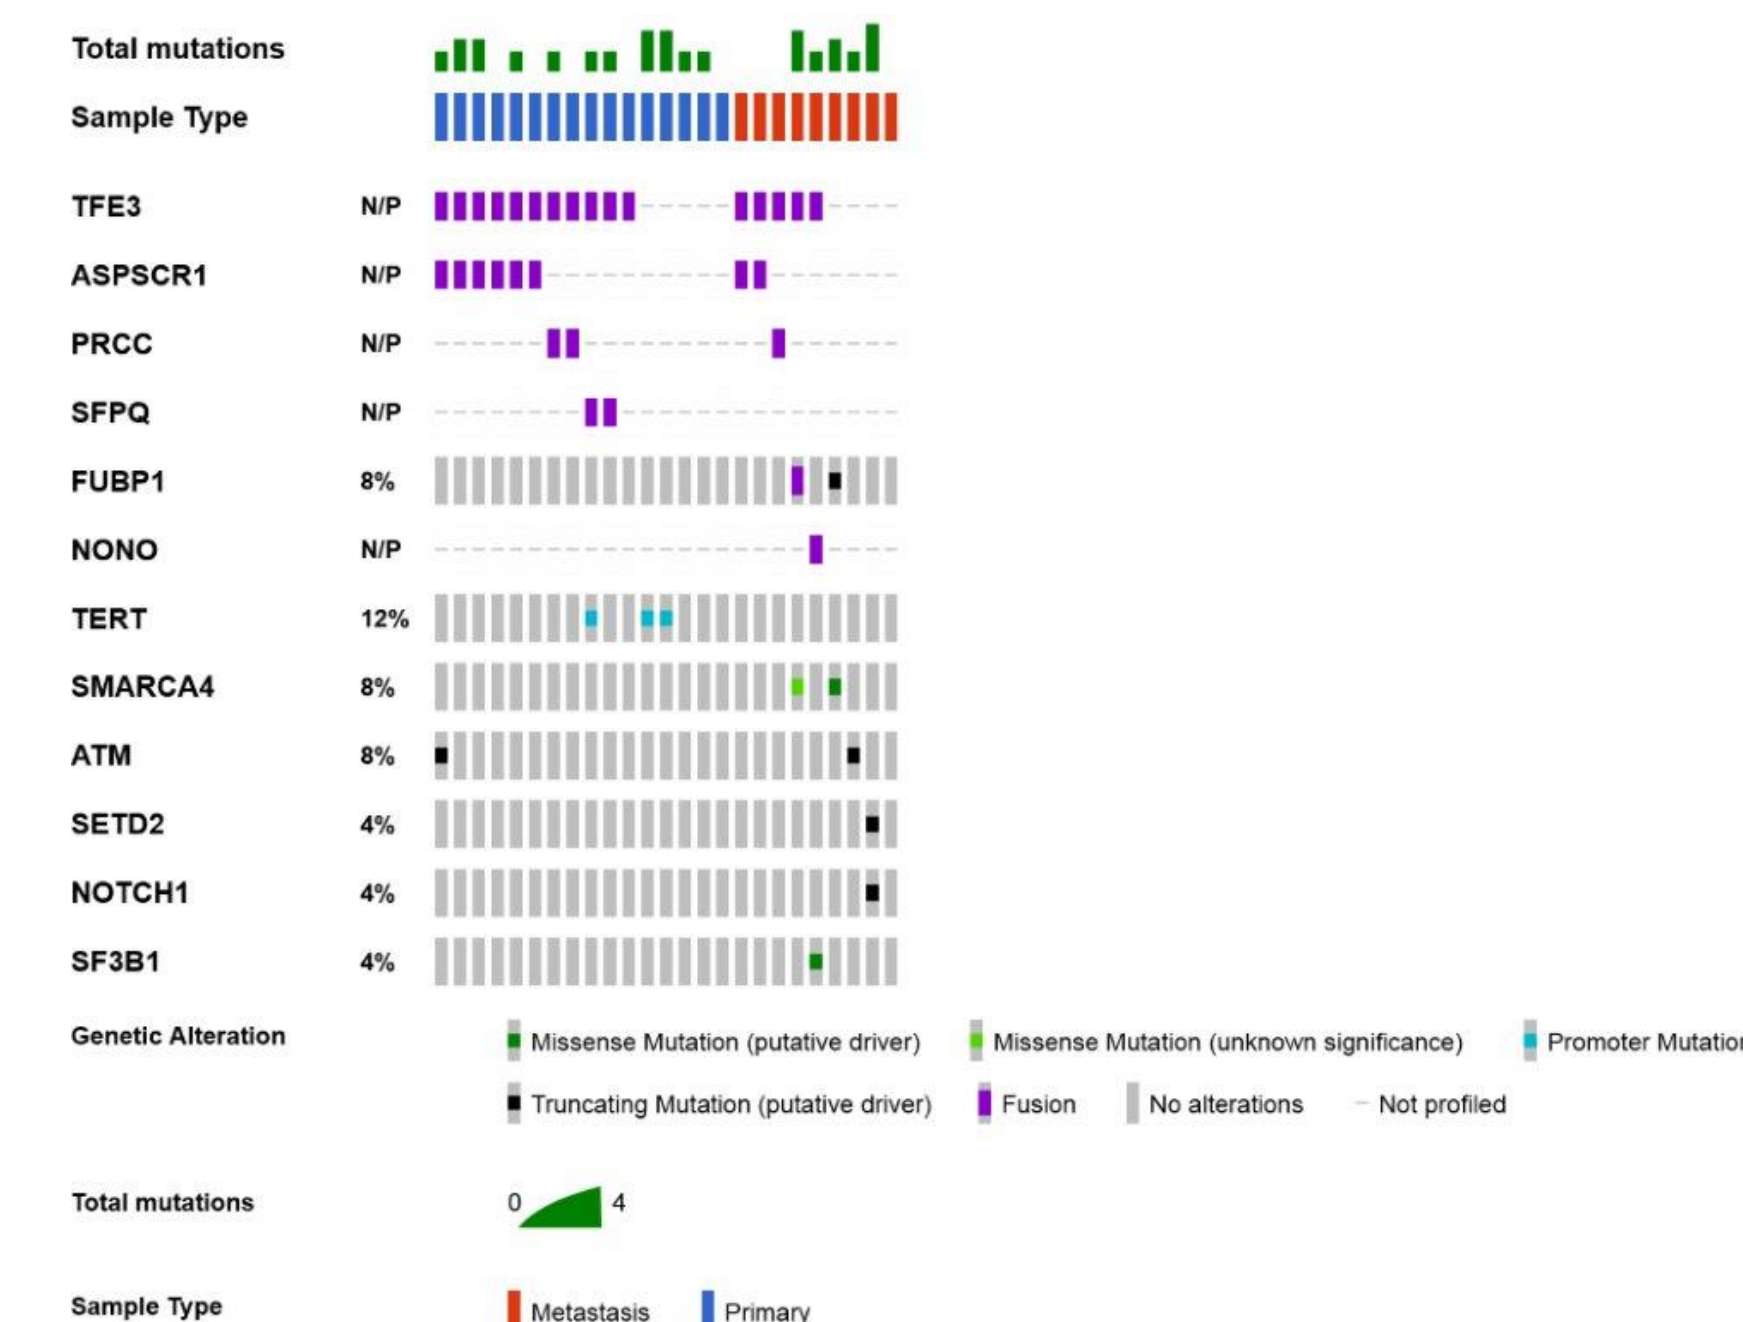 Total mutations
Sample Type
TFE3 N/P
ASPSCR1 N/P
PRCC N/P
SFPQ N/P
FUBP1 8%
NONO N/P
TERT 12%
SMARCA4 8%
ATM 8%
SETD2 4%
NOTCH1 4%
SF3B1 4%
Genetic Alteration Missense Mutation (putative driver) Missense Mutation (unknown significance) Promoter Mutation
Truncating Mutation (putative driver) Fusion No alterations Not profiled
Total mutations 0 4
Sample Type Metastasis Primary